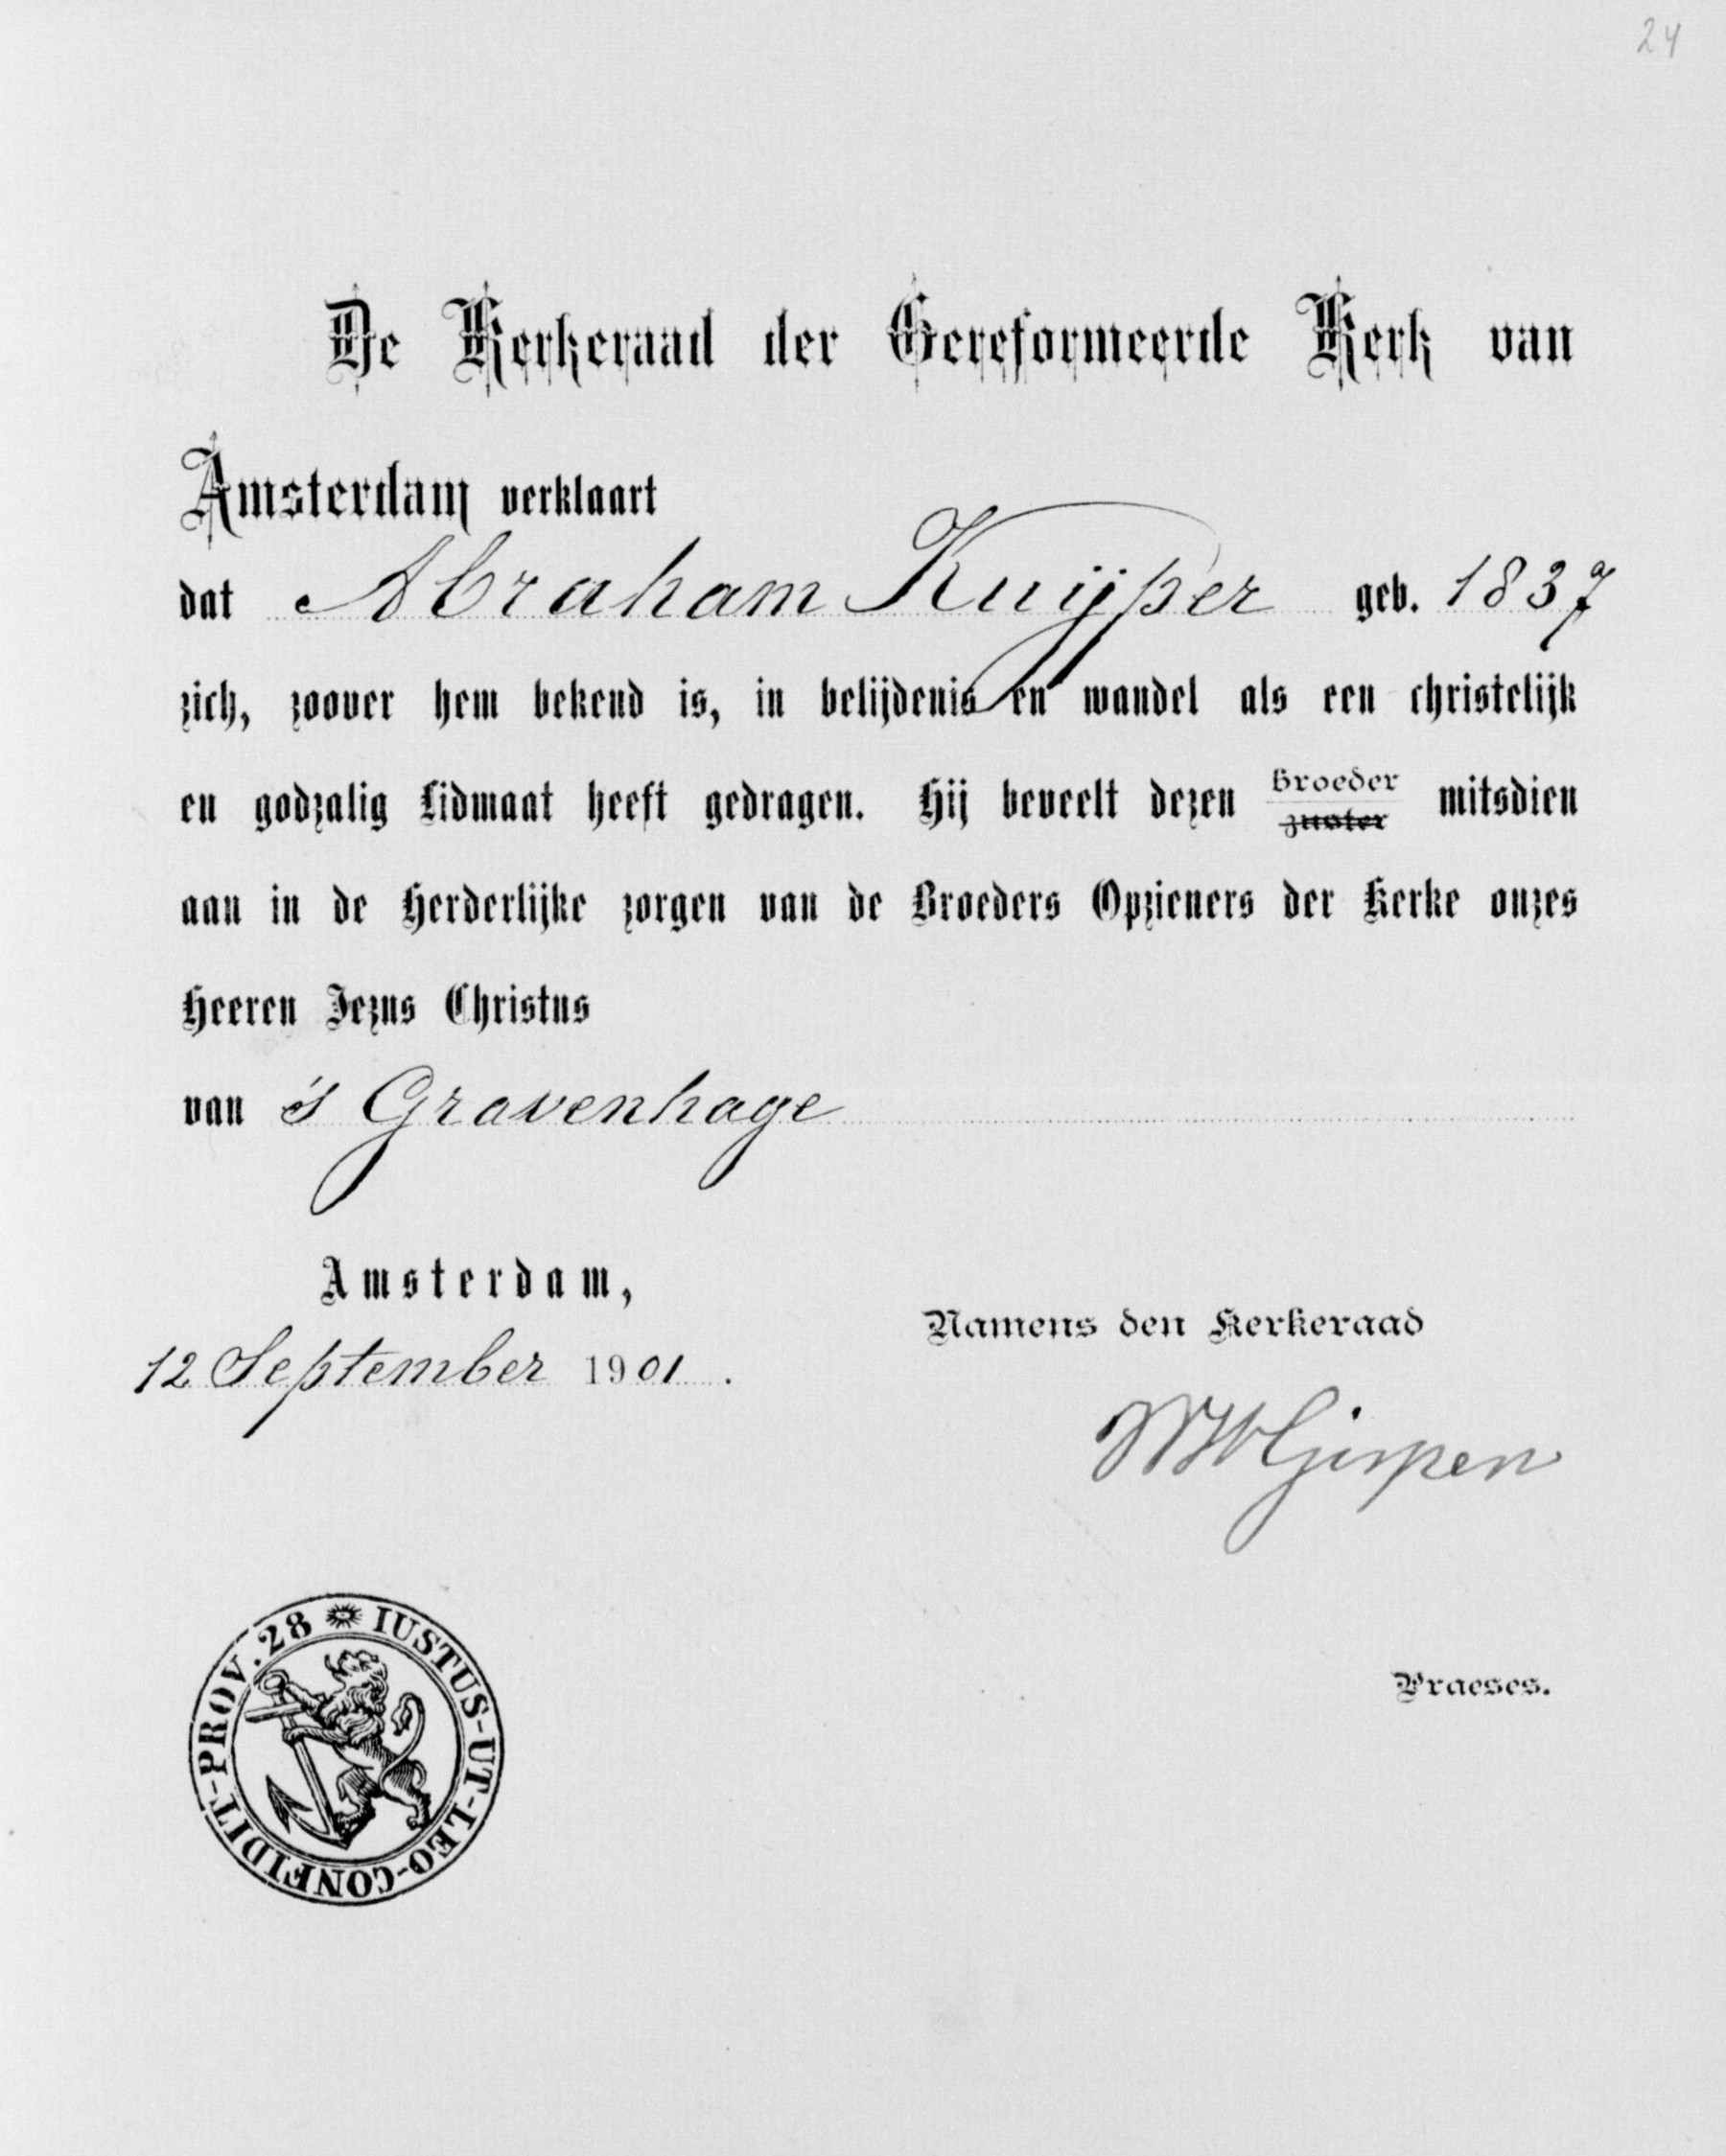 24
De Kerkeraad der Gereformeerde Kerk van
Amsterdam verklaart
dat Abraham Kuijper geb. 1837
zich, zoover hem bekend is, in belijdenis en wandel als een christelijk
en godzalig Lidmaat heeft gedragen. Hij beveelt dezen broeder zuster mitsdien
aan in de Herderlijke zorgen van de Broeders Opzieners der Kerke onzes
Heeren Jezus Christus
van 's Gravenhage
Amsterdam,
12 September 1901.
Namens den Kerkeraad
WHGispen
Praeses.
IUSTUS-UT-LEO-CONFIDIT-PROV. 28